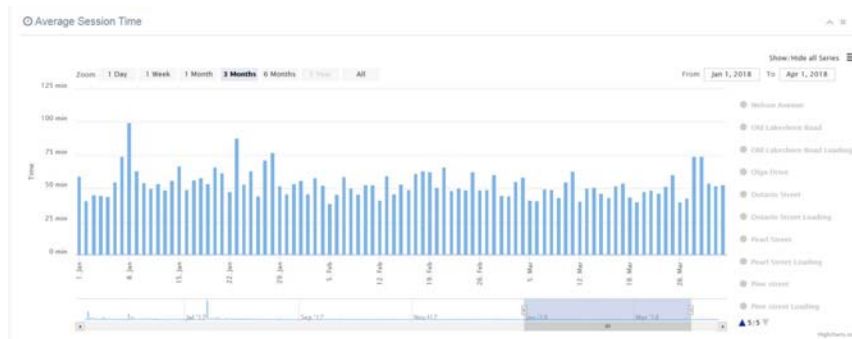 Average Session Time
Show/Hide all Series
Zoom 1 Day 1 Week 1 Month 3 Months 6 Months 1 Year All
From Jan 1, 2018 To Apr 1, 2018
125 min
100 min
75 min
50 min
25 min
0 min
Time
1. Jan
8. Jan
15. Jan
22. Jan
29. Jan
5. Feb
12. Feb
19. Feb
26. Feb
5. Mar
12. Mar
19. Mar
26. Mar
Jul '17
Sep '17
Nov '17
Jan '18
Mar '18
Nelson Avenue
Old Lakeshore Road
Old Lakeshore Road Loading
Olga Drive
Ontario Street
Ontario Street Loading
Pearl Street
Pearl Street Loading
Pine street
Pine street Loading
5/5